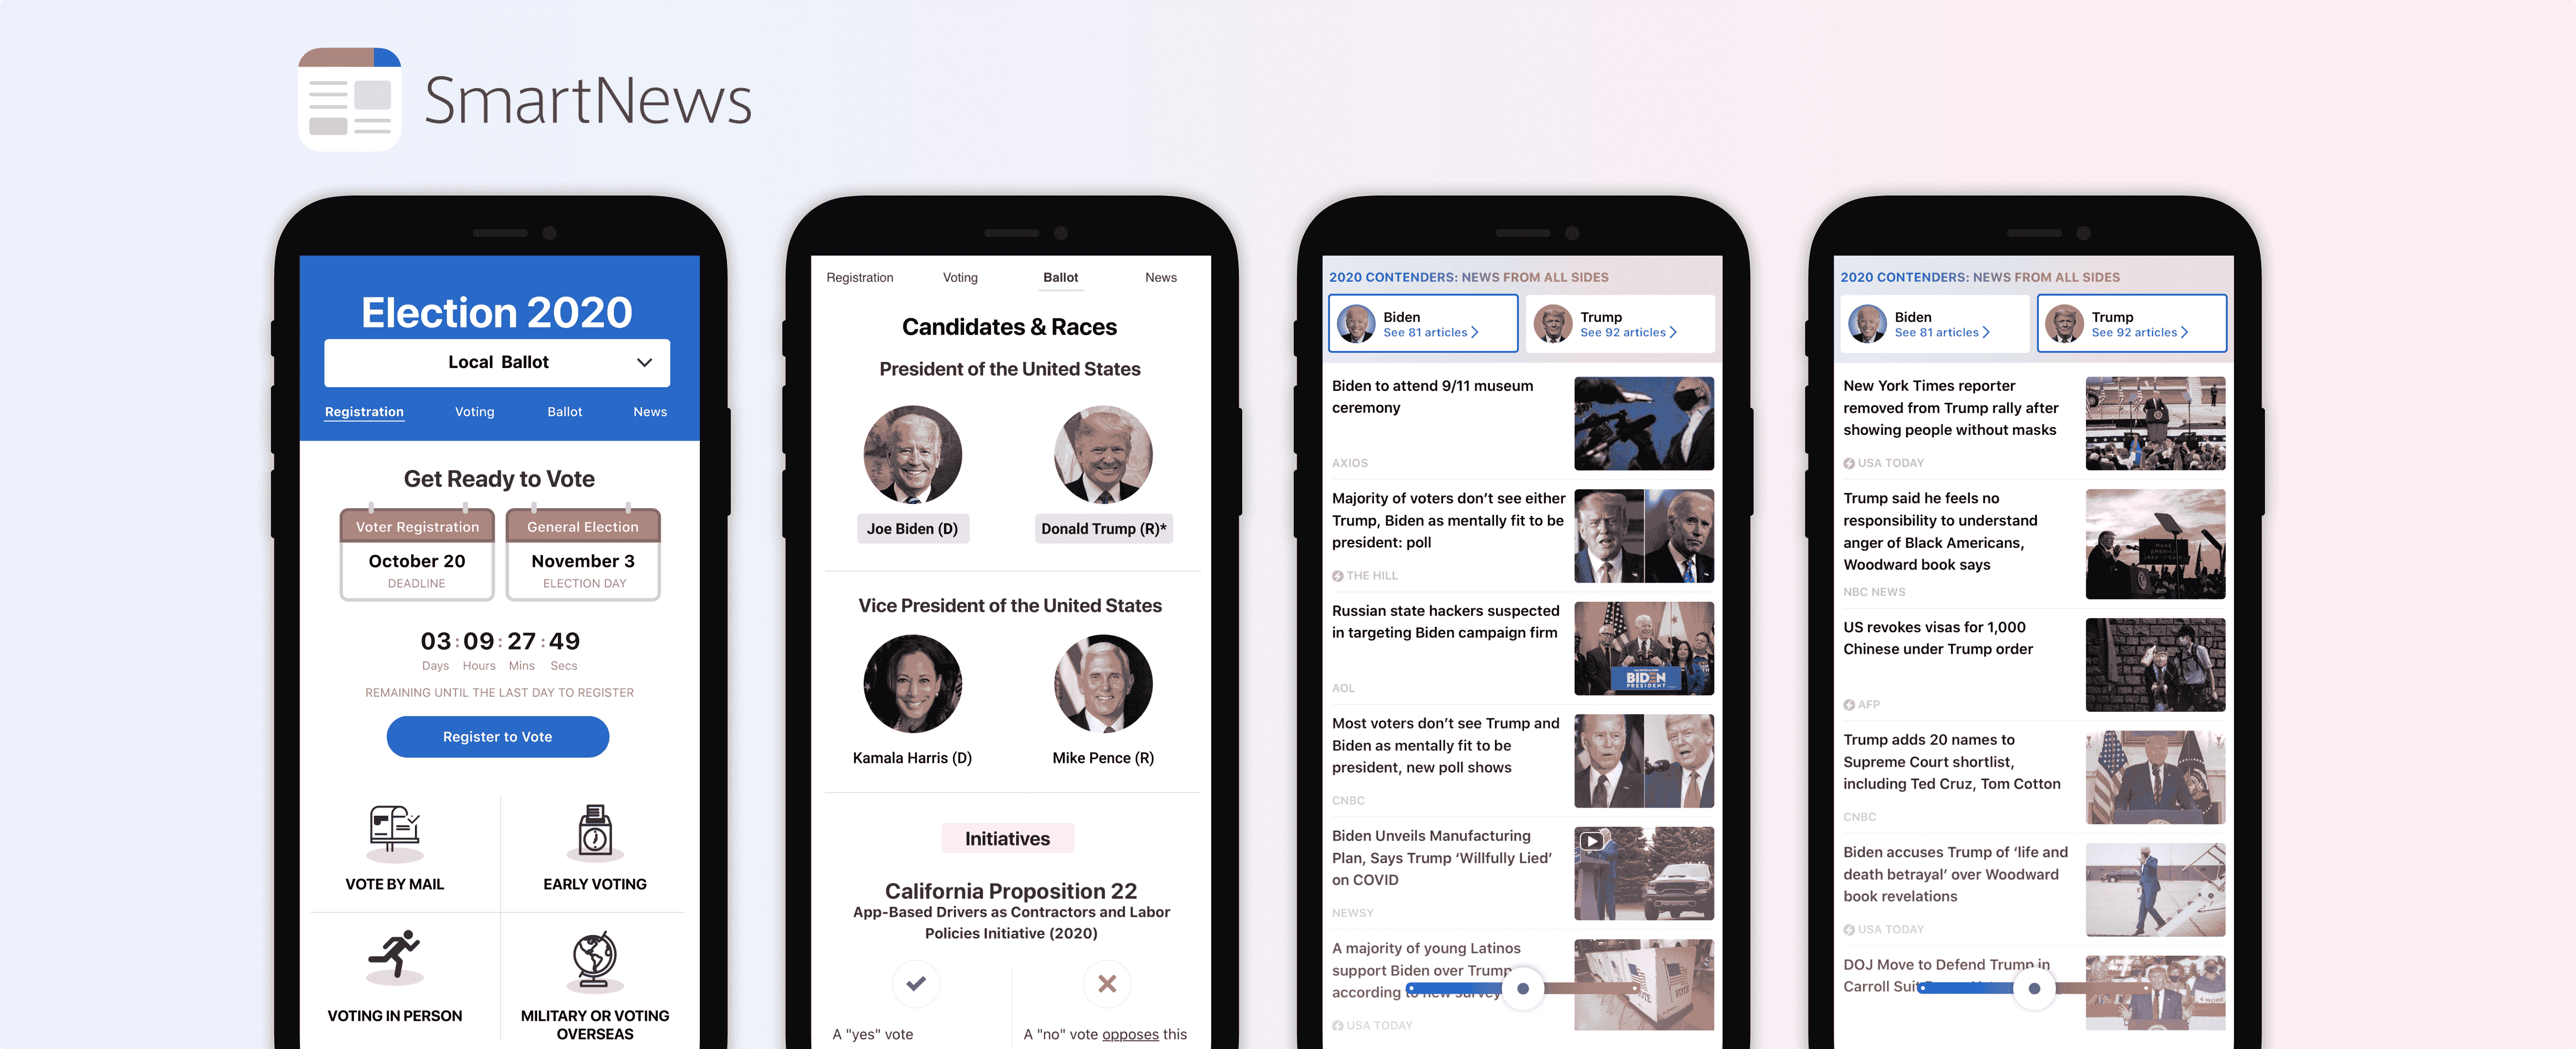 SmartNews
Election 2020
Local Ballot
Registration Voting Ballot News
Get Ready to Vote
Voter Registration
October 20
DEADLINE
General Election
November 3
ELECTION DAY
03 : 09 : 27 : 49
Days Hours Mins Secs
REMAINING UNTIL THE LAST DAY TO REGISTER
Register to Vote
VOTE BY MAIL
EARLY VOTING
VOTING IN PERSON
MILITARY OR VOTING
OVERSEAS
Registration Voting Ballot News
Candidates & Races
President of the United States
Joe Biden (D)
Donald Trump (R)*
Vice President of the United States
Kamala Harris (D)
Mike Pence (R)
Initiatives
California Proposition 22
App-Based Drivers as Contractors and Labor
Policies Initiative (2020)
A "yes" vote
A "no" vote opposes this
2020 CONTENDERS: NEWS FROM ALL SIDES
Biden
See 81 articles
Trump
See 92 articles
Biden to attend 9/11 museum
ceremony
AXIOS
Majority of voters don’t see either
Trump, Biden as mentally fit to be
president: poll
THE HILL
Russian state hackers suspected
in targeting Biden campaign firm
AOL
BIDEN
PRESIDENT
Most voters don’t see Trump and
Biden as mentally fit to be
president, new poll shows
CNBC
Biden Unveils Manufacturing
Plan, Says Trump ‘Willfully Lied’
on COVID
NEWSY
A majority of young Latinos
support Biden over Trump
according to new survey
USA TODAY
VOTE
2020 CONTENDERS: NEWS FROM ALL SIDES
Biden
See 81 articles
Trump
See 92 articles
New York Times reporter
removed from Trump rally after
showing people without masks
USA TODAY
Trump said he feels no
responsibility to understand
anger of Black Americans,
Woodward book says
NBC NEWS
US revokes visas for 1,000
Chinese under Trump order
AFP
Trump adds 20 names to
Supreme Court shortlist,
including Ted Cruz, Tom Cotton
CNBC
Biden accuses Trump of ‘life and
death betrayal’ over Woodward
book revelations
USA TODAY
DOJ Move to Defend Trump in
Carroll Suit